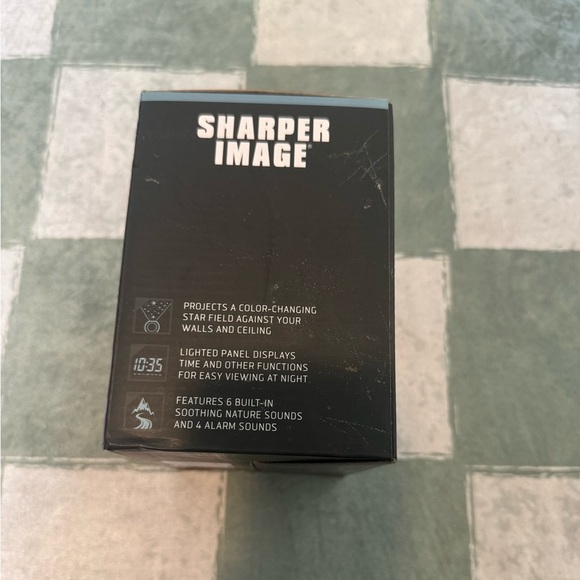 SHARPER
IMAGE®
PROJECTS A COLOR-CHANGING
STAR FIELD AGAINST YOUR
WALLS AND CEILING
10:35
LIGHTED PANEL DISPLAYS
TIME AND OTHER FUNCTIONS
FOR EASY VIEWING AT NIGHT
FEATURES 6 BUILT-IN
SOOTHING NATURE SOUNDS
AND 4 ALARM SOUNDS